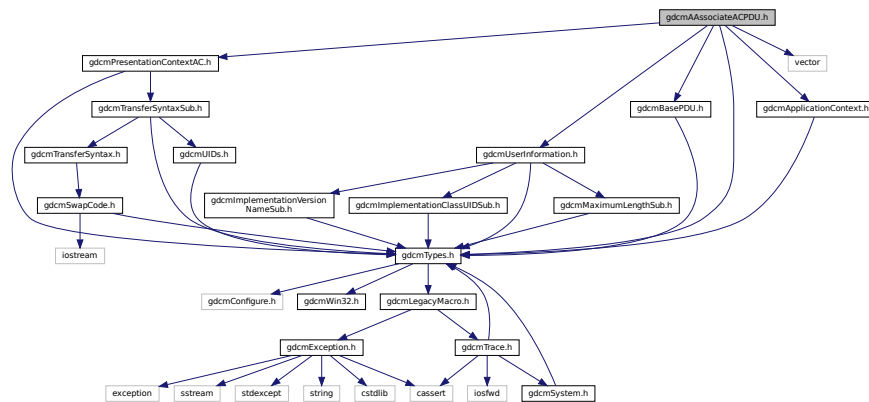 gdcmAAssociateACPDU.h
gdcmPresentationContextAC.h
vector
gdcmTransferSyntaxSub.h
gdcmBasePDU.h
gdcmApplicationContext.h
gdcmTransferSyntax.h
gdcmUIDs.h
gdcmUserInformation.h
gdcmSwapCode.h
gdcmImplementationVersion
NameSub.h
gdcmImplementationClassUIDSub.h
gdcmMaximumLengthSub.h
iostream
gdcmTypes.h
gdcmConfigure.h
gdcmWin32.h
gdcmLegacyMacro.h
gdcmException.h
gdcmTrace.h
exception
sstream
stdexcept
string
cstdlib
cassert
iosfwd
gdcmSystem.h